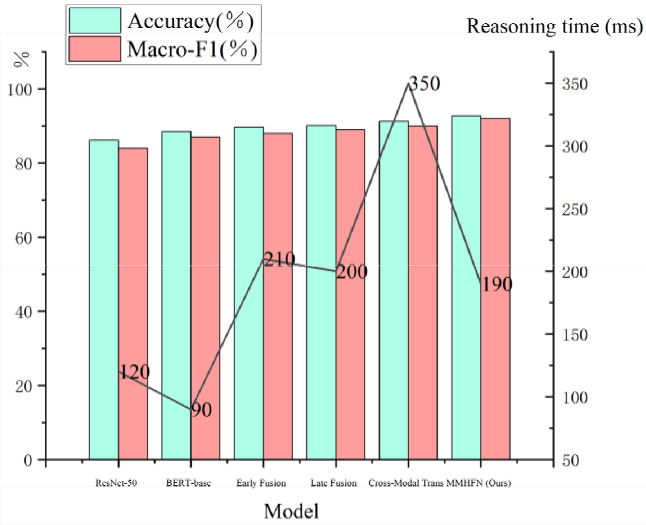 Accuracy(%)
Macro-F1(%)
Reasoning time (ms)
%
100
80
60
40
20
0
350
300
250
200
150
100
50
120
90
210
200
350
190
ResNet-50
BERT-base
Early Fusion
Late Fusion
Cross-Modal Trans
MMHFN (Ours)
Model